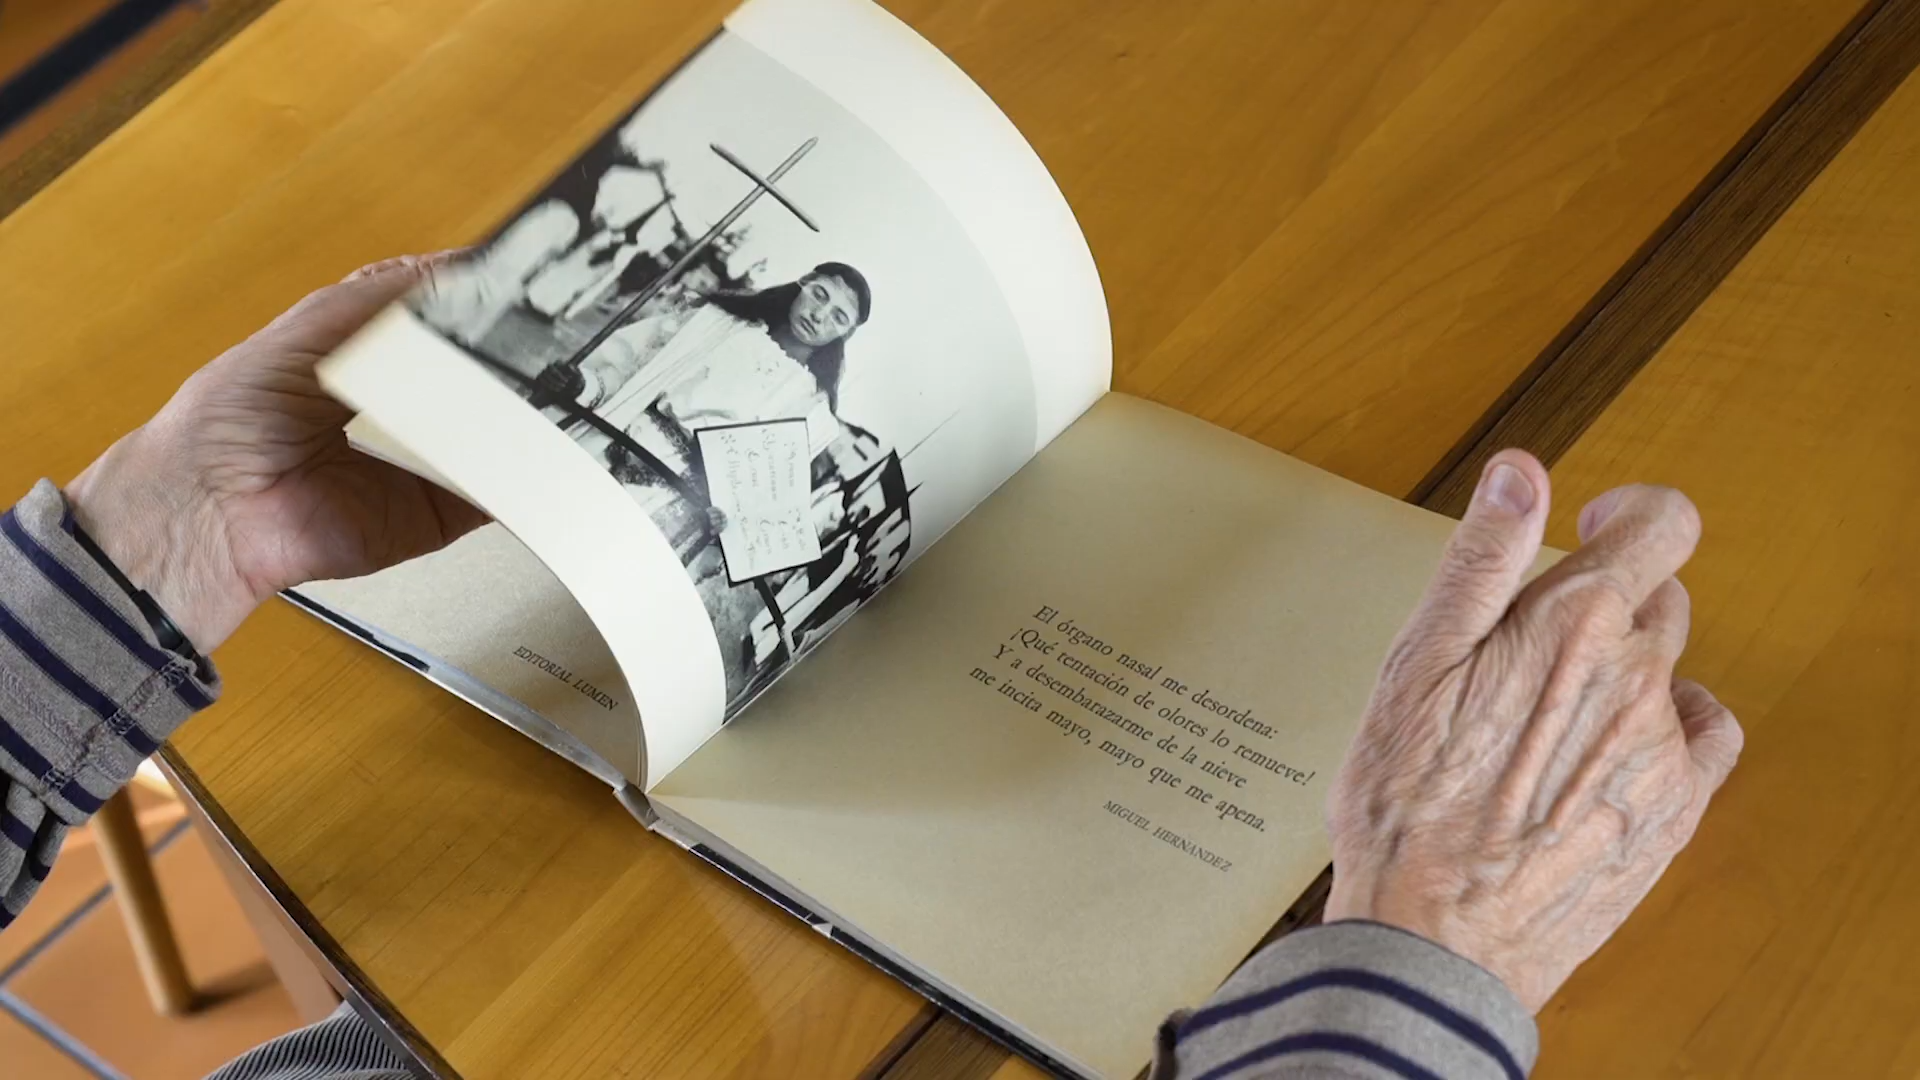 EDITORIAL LUMEN
El órgano nasal me desordena:
¡Qué tentación de olores lo remueve!
Y a desembarazarme de la nieve
me incita mayo, mayo que me apena.
MIGUEL HERNÁNDEZ